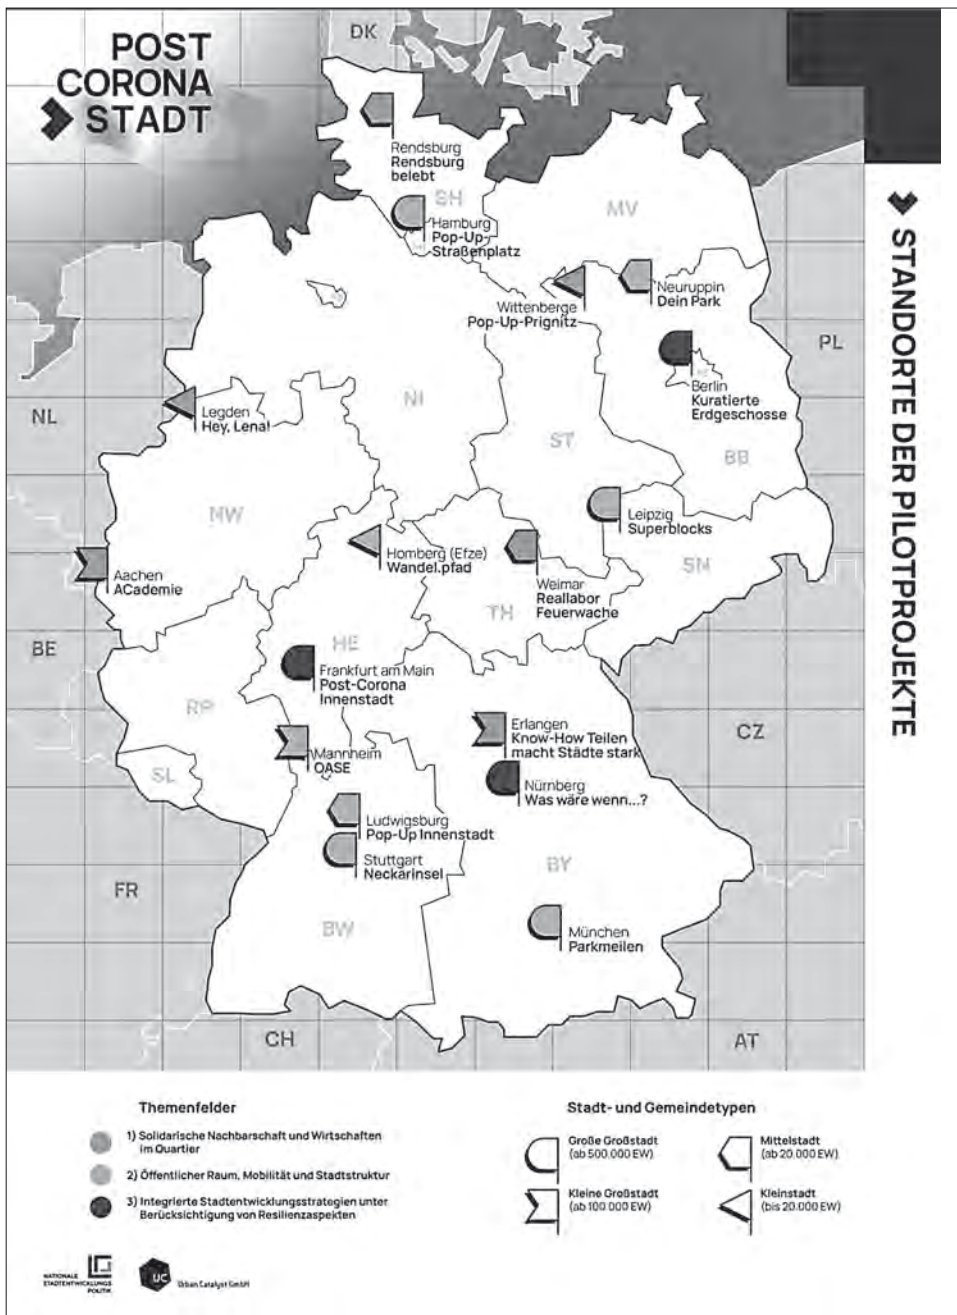 POST
CORONA
STADT
STANDORTE DER PILOTPROJEKTE
DK
Rendsburg
Rendsburg
belebt
SH
MV
Hamburg
Pop-Up-
Straßenplatz
Wittenberge
Pop-Up-Prignitz
Neuruppin
Dein Park
PL
Berlin
Kuratierte
Erdgeschosse
NL
Legden
Hey, Lena!
NI
ST
BB
NW
Leipzig
Superblocks
Homberg (Efze)
Wandel.pfad
Aachen
ACademie
Weimar
Reallabor
Feuerwache
SN
TH
BE
HE
Frankfurt am Main
Post-Corona
Innenstadt
RP
Erlangen
Know-How Teilen
macht Städte stark
CZ
Mannheim
OASE
SL
Nürnberg
Was wäre wenn...?
Ludwigsburg
Pop-Up Innenstadt
Stuttgart
Neckarinsel
BY
FR
BW
München
Parkmeilen
CH
AT
Themenfelder
1) Solidarische Nachbarschaft und Wirtschaften
im Quartier
2) Öffentlicher Raum, Mobilität und Stadtstruktur
3) Integrierte Stadtentwicklungsstrategien unter
Berücksichtigung von Resilienzaspekten
Stadt- und Gemeindetypen
Große Großstadt
(ab 500.000 EW)
Mittelstadt
(ab 20.000 EW)
Kleine Großstadt
(ab 100 000 EW)
Kleinstadt
(bis 20.000 EW)
NATIONALE
STADTENTWICKLUNGS
POLITIK
UC
Urban Catalyst GmbH